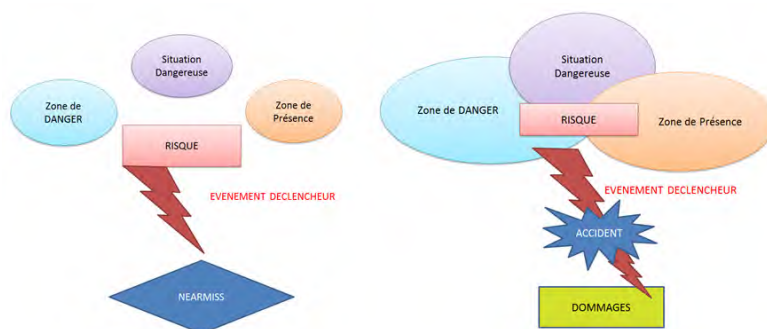 Situation
Dangereuse
Zone de
DANGER
Zone de
Présence
RISQUE
EVENEMENT DECLENCHEUR
NEARMISS
Situation
Dangereuse
Zone de DANGER
RISQUE
Zone de Présence
EVENEMENT DECLENCHEUR
ACCIDENT
DOMMAGES